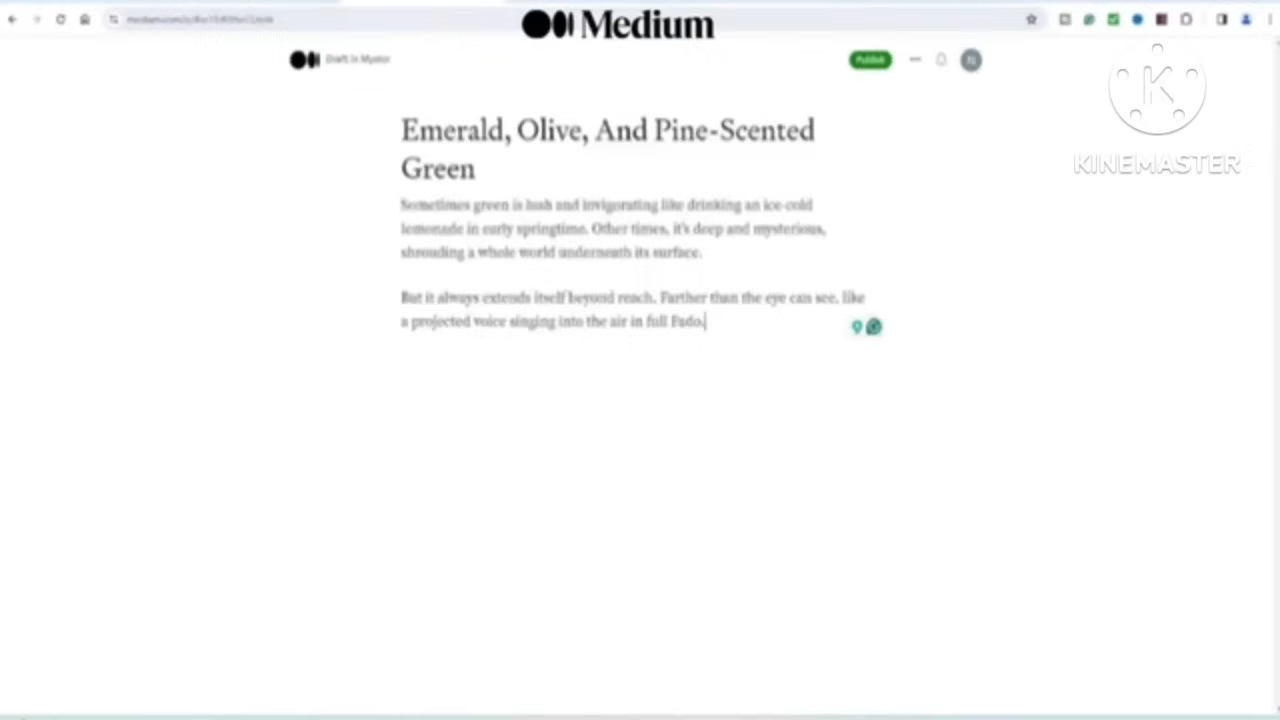 Medium
Draft in
Publish
KINEMASTER
Emerald, Olive, And Pine-Scented
Green
Sometimes green is lush and invigorating like drinking an ice-cold
lemonade in early springtime. Other times, it's deep and mysterious,
shrouding a whole world underneath its surface.
But it always extends itself beyond reach. Farther than the eye can see, like
a projected voice singing into the air in full Fado.